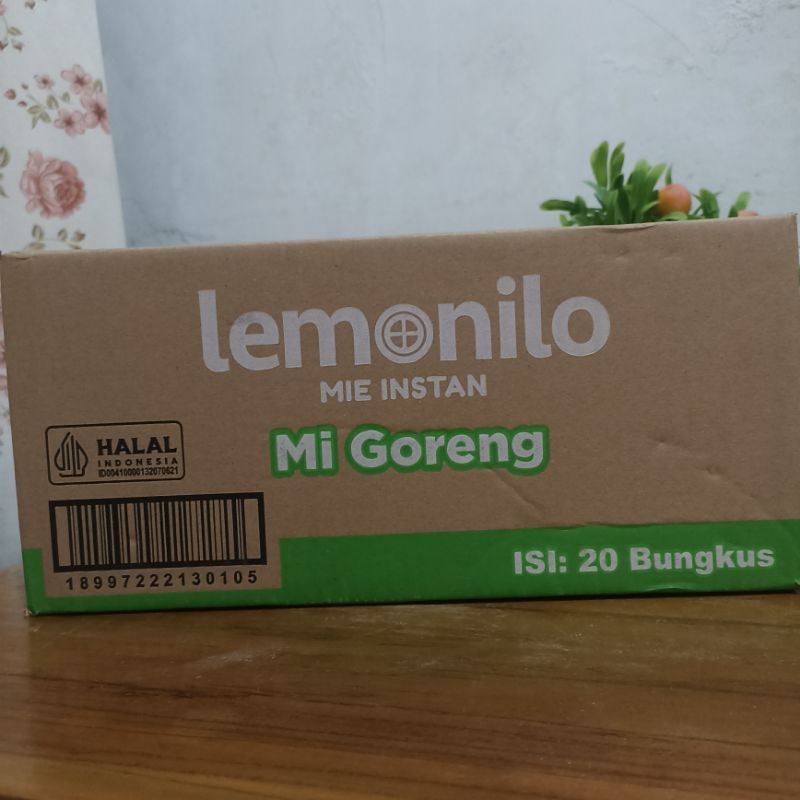 lemonilo
MIE INSTAN
Mi Goreng
HALAL
INDONESIA
ID00410000132070621
18997222130105
ISI: 20 Bungkus